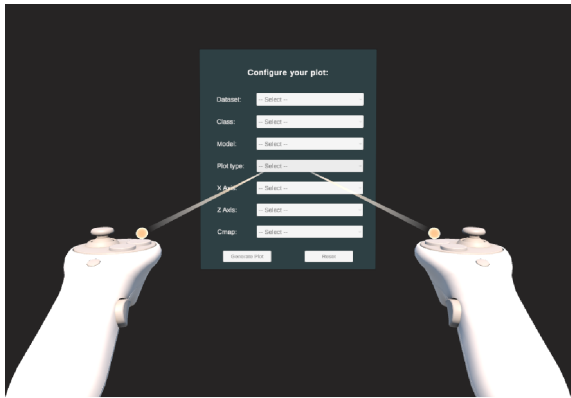 Configure your plot:
Dataset: -- Select --
Class: -- Select --
Model: -- Select --
Plot type: -- Select --
X Axis: -- Select --
Z Axis: -- Select --
Cmap: -- Select --
Generate Plot Reset